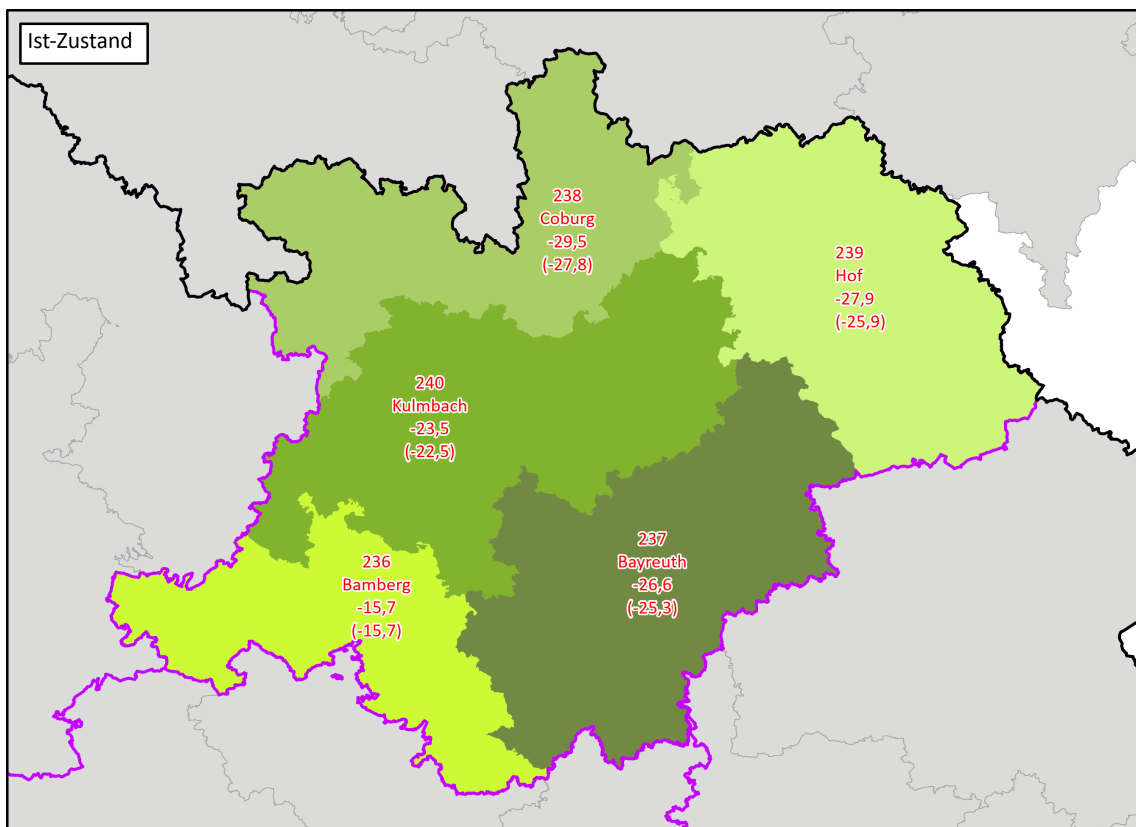 Ist-Zustand
238
Coburg
-29,5
(-27,8)
239
Hof
-27,9
(-25,9)
240
Kulmbach
-23,5
(-22,5)
237
Bayreuth
-26,6
(-25,3)
236
Bamberg
-15,7
(-15,7)